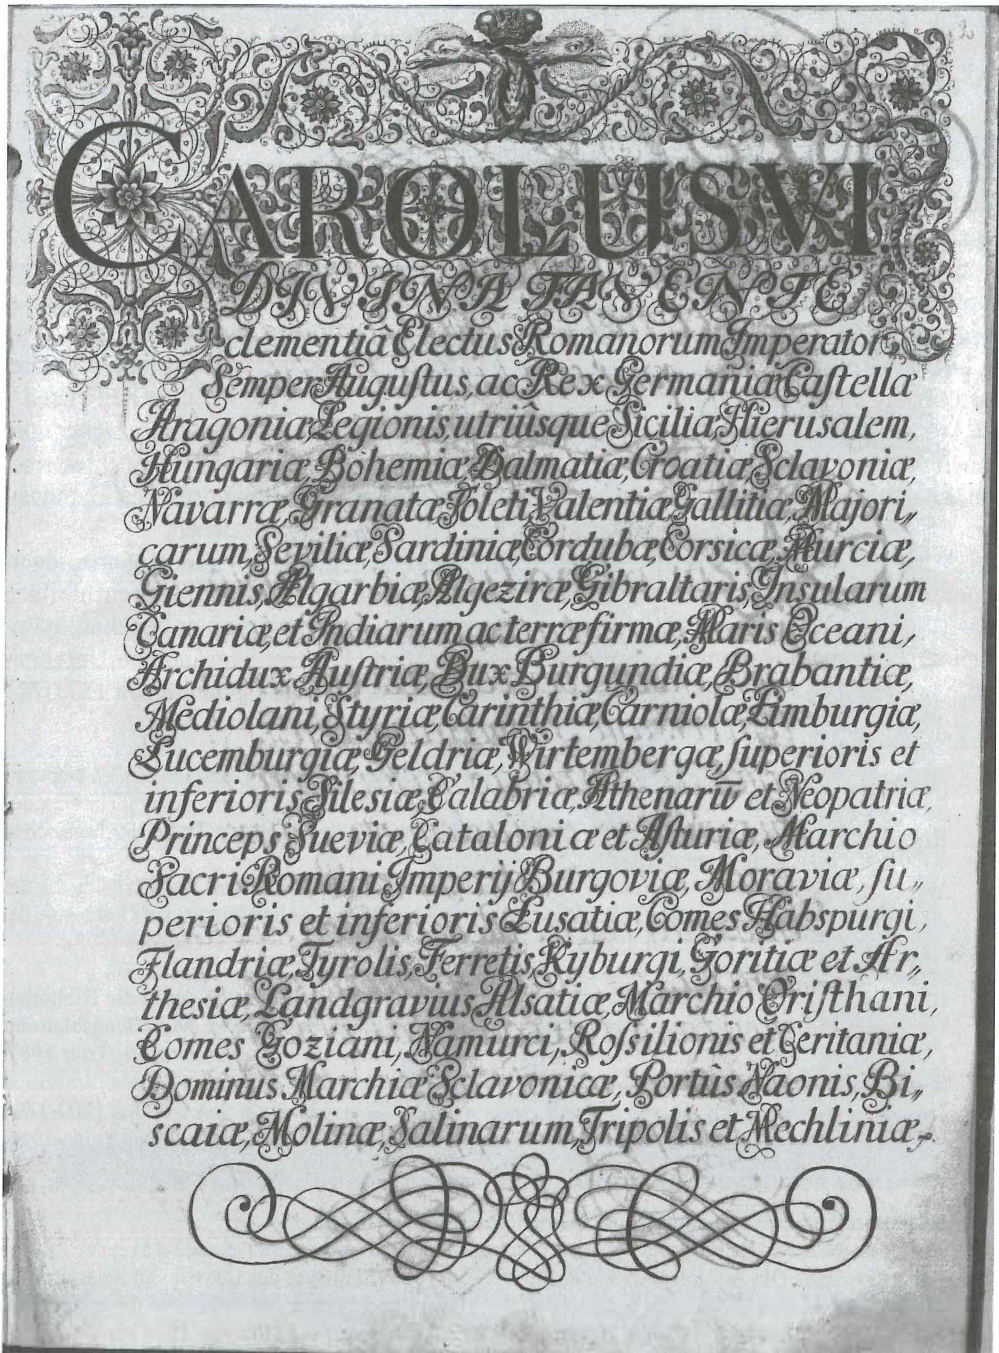 CAROLUS VI
DIVINA FAVENTE
clementiâ Electus Romanorum Imperator,
Semper Auguſtus, ac Rex Germaniæ Caſtellæ
Aragoniæ, Legionis, utriûsque Siciliæ, Hierusalem,
Hungariæ, Bohemiæ, Dalmatiæ, Croatiæ, Sclavoniæ,
Navarræ, Granatæ, Toleti, Valentiæ, Gallitiæ, Majori„
carum, Seviliæ, Sardiniæ, Cordubæ, Corsicæ, Murciæ,
Giennis, Algarbiæ, Algeziræ, Gibraltaris, Insularum
Canariæ, et Indiarum ac terræ firmæ, Maris Oceani,
Archidux Auſtriæ, Dux Burgundiæ, Brabantiæ,
Mediolani, Styriæ, Carinthiæ, Carniolæ, Limburgiæ,
Lucemburgiæ, Geldriæ, Wirtembergæ, ſuperioris et
inferioris, Silesiæ, Calabriæ, Athenarū et Neopatriæ,
Princeps Sueviæ, Cataloniæ et Aſturiæ, Marchio
Sacri Romani Imperij Burgoviæ, Moraviæ, ſu„
perioris et inferioris Lusatiæ, Comes Habspurgi,
Flandriæ, Tyrolis, Ferretis, Kyburgi, Goritiæ et Ar„
thesiæ, Landgravius Alsatiæ, Marchio Oriſthani,
Comes Goziani, Namurci, Roſsilionis et Ceritaniæ,
Dominus Marchiæ Sclavonicæ, Portûs Naonis, Bi„
scaiæ, Molinæ, Salinarum, Tripolis et Mechliniæ,